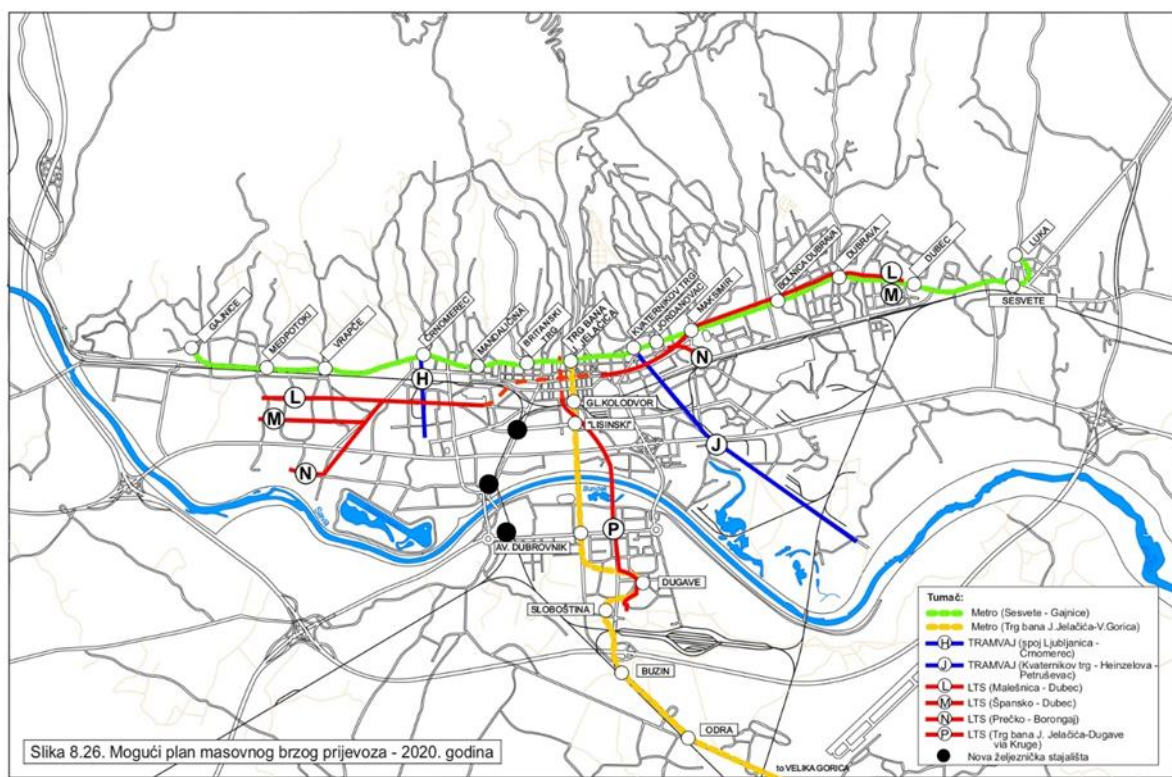 GAJNICE
MEDPOTOKI
VRAPČE
ČRNOMEREC
MANDALIČINA
BRITANSKI
TRG
TRG BANA
JELAČIĆA
KVATERNIKOV TRG
JORDANOVAC
MAKSIMIR
BOLNICA DUBRAVA
DUBRAVA
DUBEC
LUKA
SESVETE
L
M
H
L
M
N
N
J
GL.KOLODVOR
"LISINSKI"
Sava
Bundek
P
AV. DUBROVNIK
DUGAVE
SLOBOŠTINA
BUZIN
ODRA
to VELIKA GORICA
Tumač:
Metro (Sesvete - Gajnice)
Metro (Trg bana J.Jelačića-V.Gorica)
H TRAMVAJ (spoj Ljubljanica -
Črnomerec)
J TRAMVAJ (Kvaternikov trg - Heinzelova -
Petruševac)
L LTS (Malešnica - Dubec)
M LTS (Špansko - Dubec)
N LTS (Prečko - Borongaj)
P LTS (Trg bana J. Jelačića-Dugave
via Kruge)
Nova željeznička stajališta
Slika 8.26. Mogući plan masovnog brzog prijevoza - 2020. godina